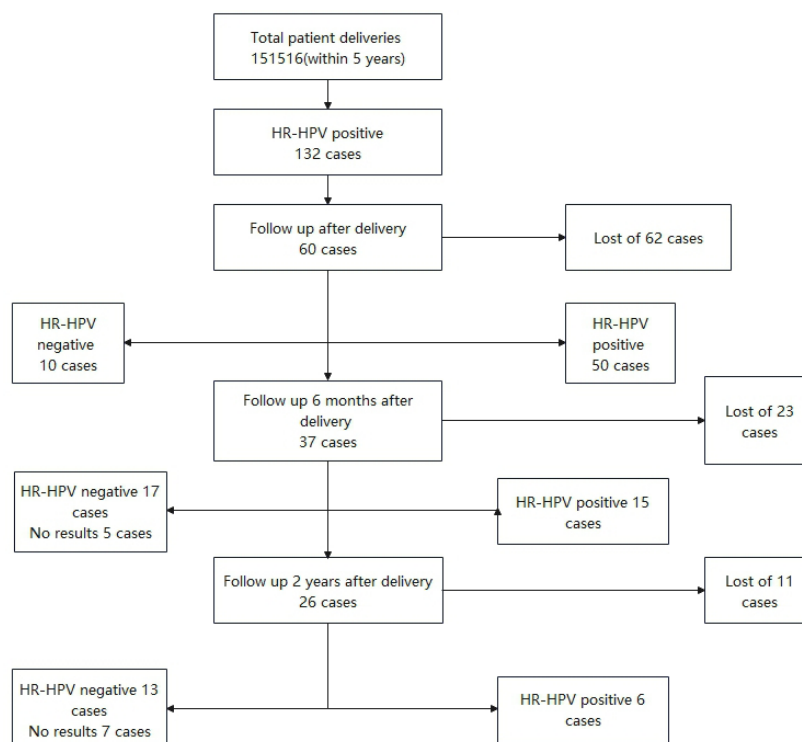 Total patient deliveries
151516(within 5 years)
HR-HPV positive
132 cases
Follow up after delivery
60 cases
Lost of 62 cases
HR-HPV
negative
10 cases
HR-HPV
positive
50 cases
Follow up 6 months after
delivery
37 cases
Lost of 23
cases
HR-HPV negative 17
cases
No results 5 cases
HR-HPV positive 15
cases
Follow up 2 years after delivery
26 cases
Lost of 11
cases
HR-HPV negative 13
cases
No results 7 cases
HR-HPV positive 6
cases